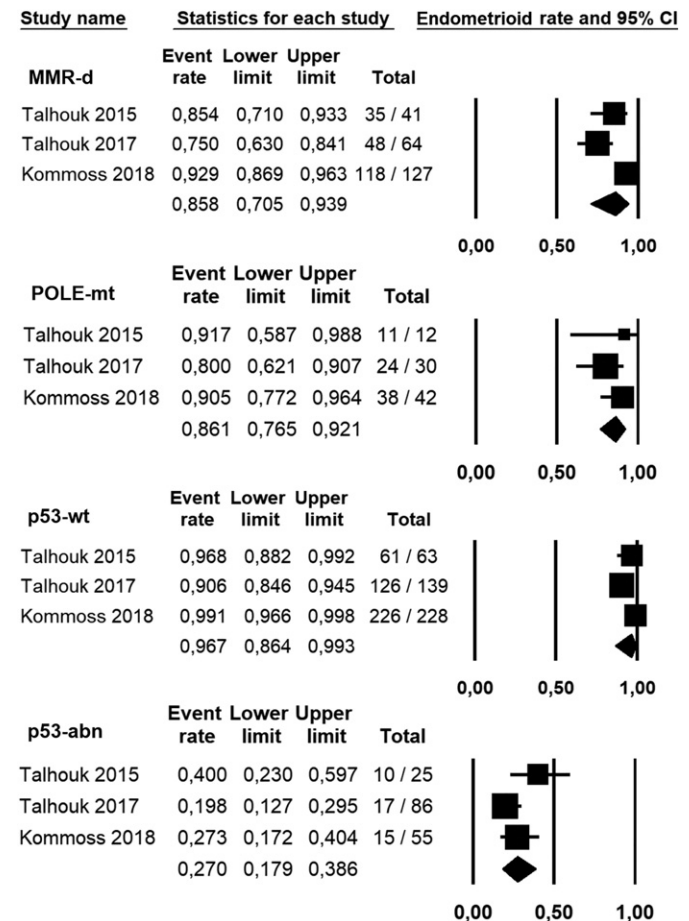 Study name Statistics for each study Endometrioid rate and 95% CI
Event Lower Upper
MMR-d rate limit limit Total
Talhouk 2015 0,854 0,710 0,933 35 / 41
Talhouk 2017 0,750 0,630 0,841 48 / 64
Kommoss 2018 0,929 0,869 0,963 118 / 127
0,858 0,705 0,939
0,00 0,50 1,00
Event Lower Upper
POLE-mt rate limit limit Total
Talhouk 2015 0,917 0,587 0,988 11 / 12
Talhouk 2017 0,800 0,621 0,907 24 / 30
Kommoss 2018 0,905 0,772 0,964 38 / 42
0,861 0,765 0,921
0,00 0,50 1,00
Event Lower Upper
p53-wt rate limit limit Total
Talhouk 2015 0,968 0,882 0,992 61 / 63
Talhouk 2017 0,906 0,846 0,945 126 / 139
Kommoss 2018 0,991 0,966 0,998 226 / 228
0,967 0,864 0,993
0,00 0,50 1,00
Event Lower Upper
p53-abn rate limit limit Total
Talhouk 2015 0,400 0,230 0,597 10 / 25
Talhouk 2017 0,198 0,127 0,295 17 / 86
Kommoss 2018 0,273 0,172 0,404 15 / 55
0,270 0,179 0,386
0,00 0,50 1,00